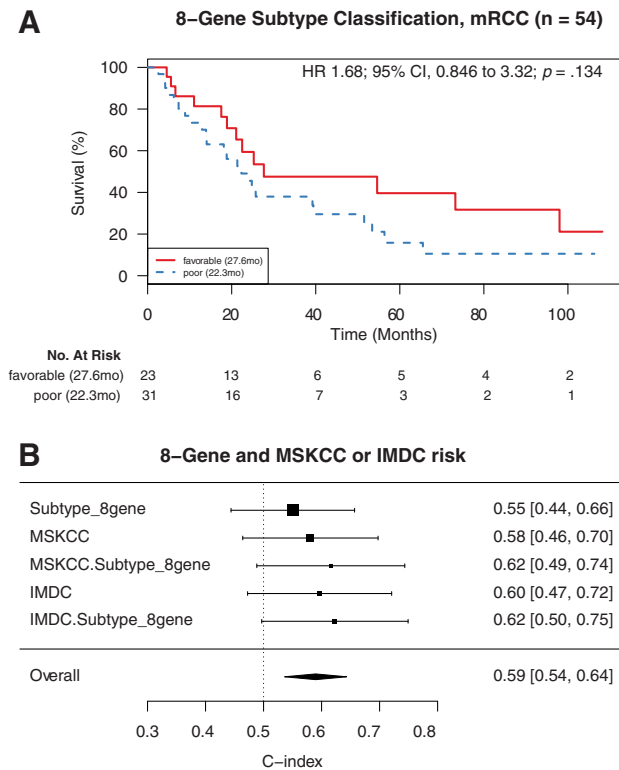 A
8–Gene Subtype Classification, mRCC (n = 54)
HR 1.68; 95% CI, 0.846 to 3.32; p = .134
Survival (%)
100
80
60
40
20
0
favorable (27.6mo)
poor (22.3mo)
0 20 40 60 80 100
Time (Months)
No. At Risk
favorable (27.6mo) 23 13 6 5 4 2
poor (22.3mo) 31 16 7 3 2 1
B
8–Gene and MSKCC or IMDC risk
Subtype_8gene 0.55 [0.44, 0.66]
MSKCC 0.58 [0.46, 0.70]
MSKCC.Subtype_8gene 0.62 [0.49, 0.74]
IMDC 0.60 [0.47, 0.72]
IMDC.Subtype_8gene 0.62 [0.50, 0.75]
Overall 0.59 [0.54, 0.64]
0.3 0.4 0.5 0.6 0.7 0.8
C–index